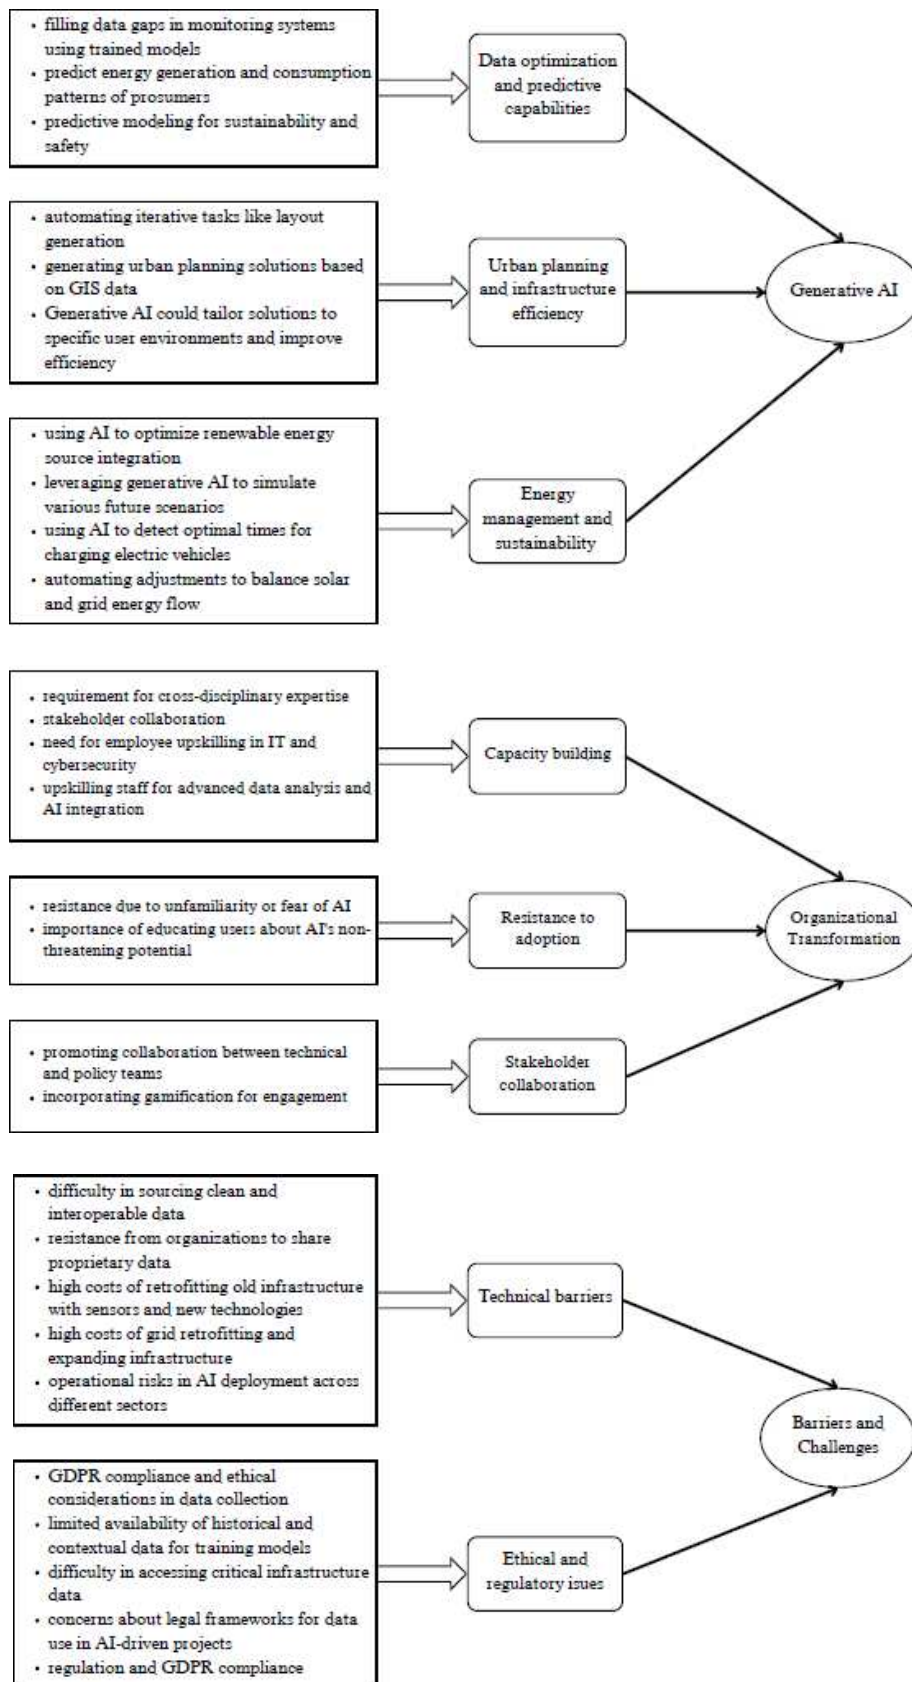 • filling data gaps in monitoring systems
using trained models
• predict energy generation and consumption
patterns of prosumers
• predictive modeling for sustainability and
safety
Data optimization
and predictive
capabilities
• automating iterative tasks like layout
generation
• generating urban planning solutions based
on GIS data
• Generative AI could tailor solutions to
specific user environments and improve
efficiency
Urban planning
and infrastructure
efficiency
Generative AI
• using AI to optimize renewable energy
source integration
• leveraging generative AI to simulate
various future scenarios
• using AI to detect optimal times for
charging electric vehicles
• automating adjustments to balance solar
and grid energy flow
Energy
management and
sustainability
• requirement for cross-disciplinary expertise
• stakeholder collaboration
• need for employee upskilling in IT and
cybersecurity
• upskilling staff for advanced data analysis and
AI integration
Capacity building
• resistance due to unfamiliarity or fear of AI
• importance of educating users about AI's non-
threatening potential
Resistance to
adoption
Organizational
Transformation
• promoting collaboration between technical
and policy teams
• incorporating gamification for engagement
Stakeholder
collaboration
• difficulty in sourcing clean and
interoperable data
• resistance from organizations to share
proprietary data
• high costs of retrofitting old infrastructure
with sensors and new technologies
• high costs of grid retrofitting and
expanding infrastructure
• operational risks in AI deployment across
different sectors
Technical barriers
Barriers and
Challenges
• GDPR compliance and ethical
considerations in data collection
• limited availability of historical and
contextual data for training models
• difficulty in accessing critical infrastructure
data
• concerns about legal frameworks for data
use in AI-driven projects
• regulation and GDPR compliance
Ethical and
regulatory isues